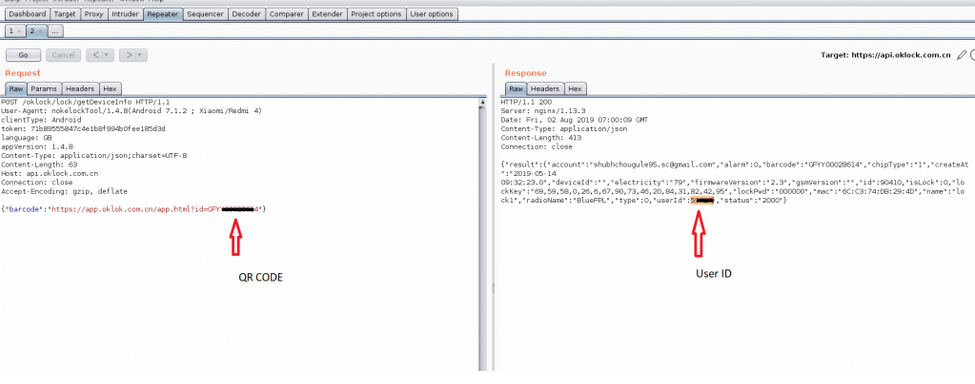 Dashboard Target Proxy Intruder Repeater Sequencer Decoder Comparer Extender Project options User options
1 × 2 × ...
Go Cancel < > Target: https://api.oklock.com.cn
Request
Raw Params Headers Hex
POST /oklock/lock/getDeviceInfo HTTP/1.1
User-Agent: nokelockTool/1.4.8(Android 7.1.2 ; Xiaomi/Redmi 4)
clientType: Android
token: 71b89555847c4e1b8f994b0fee185d3d
language: GB
appVersion: 1.4.8
Content-Type: application/json;charset=UTF-8
Content-Length: 63
Host: api.oklock.com.cn
Connection: close
Accept-Encoding: gzip, deflate
{"barcode":"https://app.oklok.com.cn/app.html?id=GFY 4"}
QR CODE
Response
Raw Headers Hex
HTTP/1.1 200
Server: nginx/1.13.3
Date: Fri, 02 Aug 2019 07:00:09 GMT
Content-Type: application/json
Content-Length: 413
Connection: close
{"result":{"account":"shubhchougule95.sc@gmail.com","alarm":0,"barcode":"GFYY00028614","chipType":"1","createAt
":"2019-05-14
09:32:23.0","deviceId":"","electricity":"79","firmwareVersion":"2.3","gsmVersion":"","id":90410,"isLock":0,"lo
ckKey":"69,59,58,0,26,6,67,90,73,46,20,84,31,82,42,95","lockPwd":"000000","mac":"6C:C3:74:DB:29:4D","name":"lo
ck1","radioName":"BlueFPL","type":0,"userId": ,"status":"2000"}
User ID